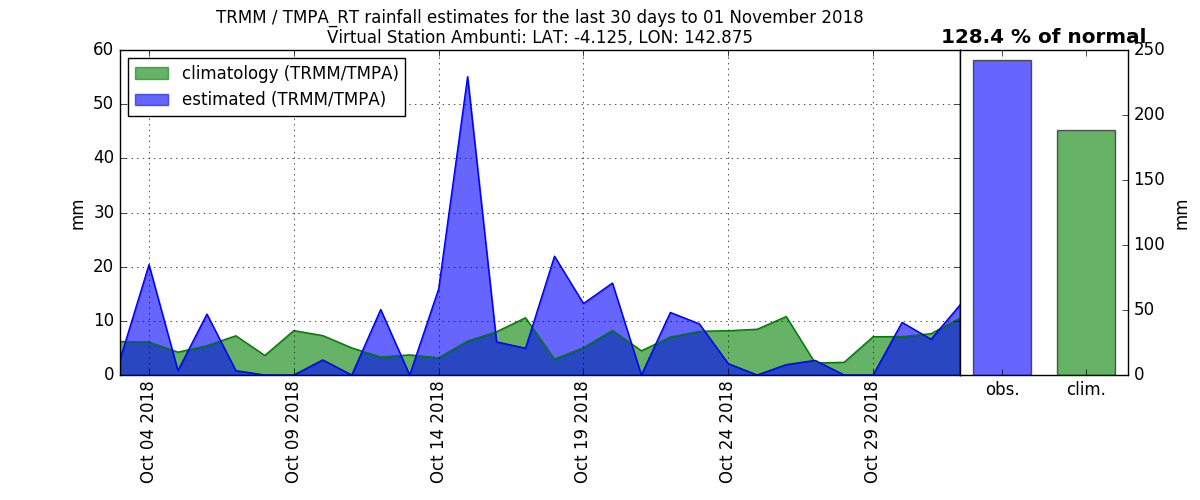 TRMM / TMPA_RT rainfall estimates for the last 30 days to 01 November 2018
Virtual Station Ambunti: LAT: -4.125, LON: 142.875
128.4 % of normal
climatology (TRMM/TMPA)
estimated (TRMM/TMPA)
60
50
40
30
20
10
0
mm
Oct 04 2018
Oct 09 2018
Oct 14 2018
Oct 19 2018
Oct 24 2018
Oct 29 2018
obs.
clim.
250
200
150
100
50
0
mm